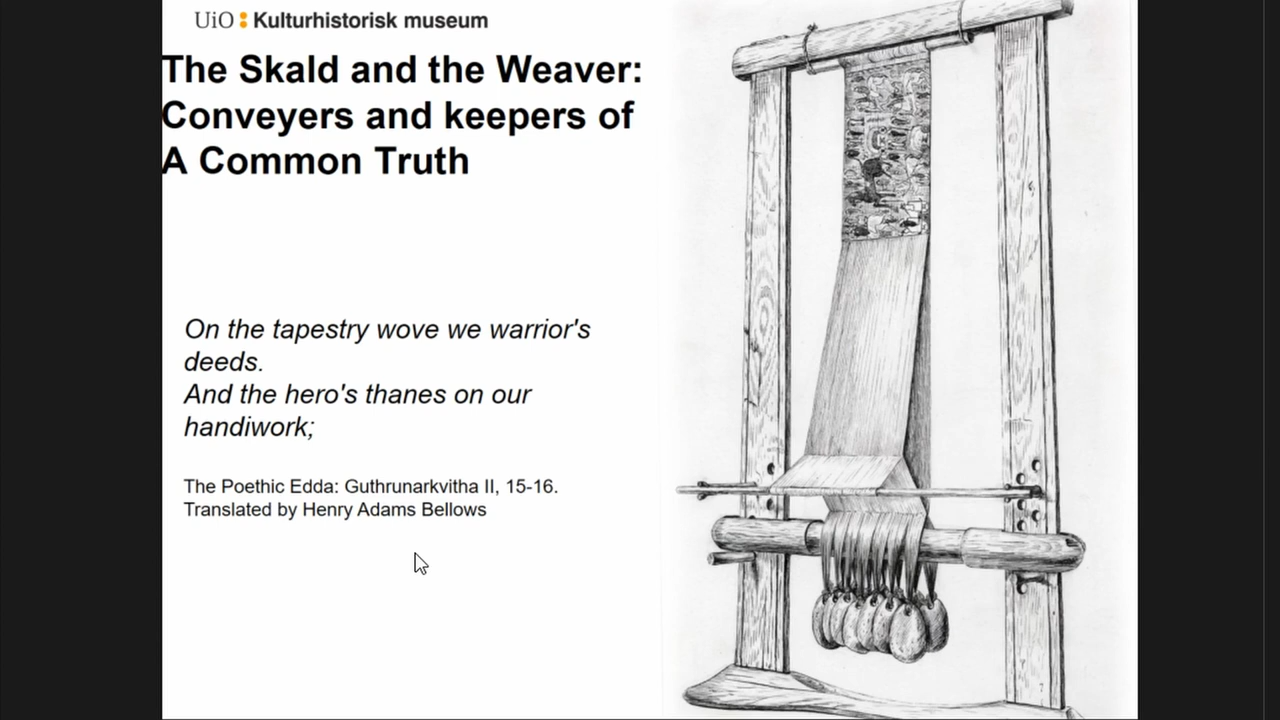 UiO : Kulturhistorisk museum
The Skald and the Weaver:
Conveyers and keepers of
A Common Truth
On the tapestry wove we warrior's
deeds.
And the hero's thanes on our
handiwork;
The Poethic Edda: Guthrunarkvitha II, 15-16.
Translated by Henry Adams Bellows